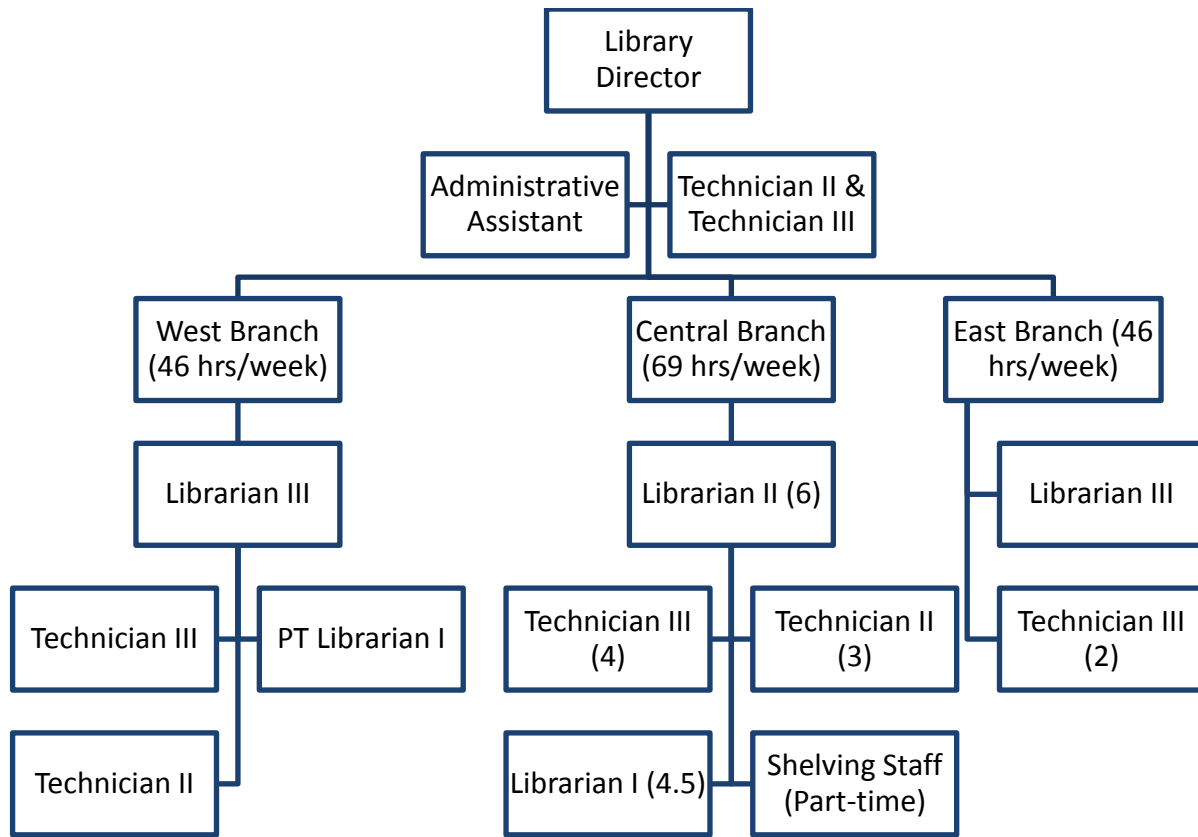 Library
Director
Administrative
Assistant
Technician II &
Technician III
West Branch
(46 hrs/week)
Central Branch
(69 hrs/week)
East Branch (46
hrs/week)
Librarian III
Librarian II (6)
Librarian III
Technician III
PT Librarian I
Technician III
(4)
Technician II
(3)
Technician III
(2)
Technician II
Librarian I (4.5)
Shelving Staff
(Part-time)